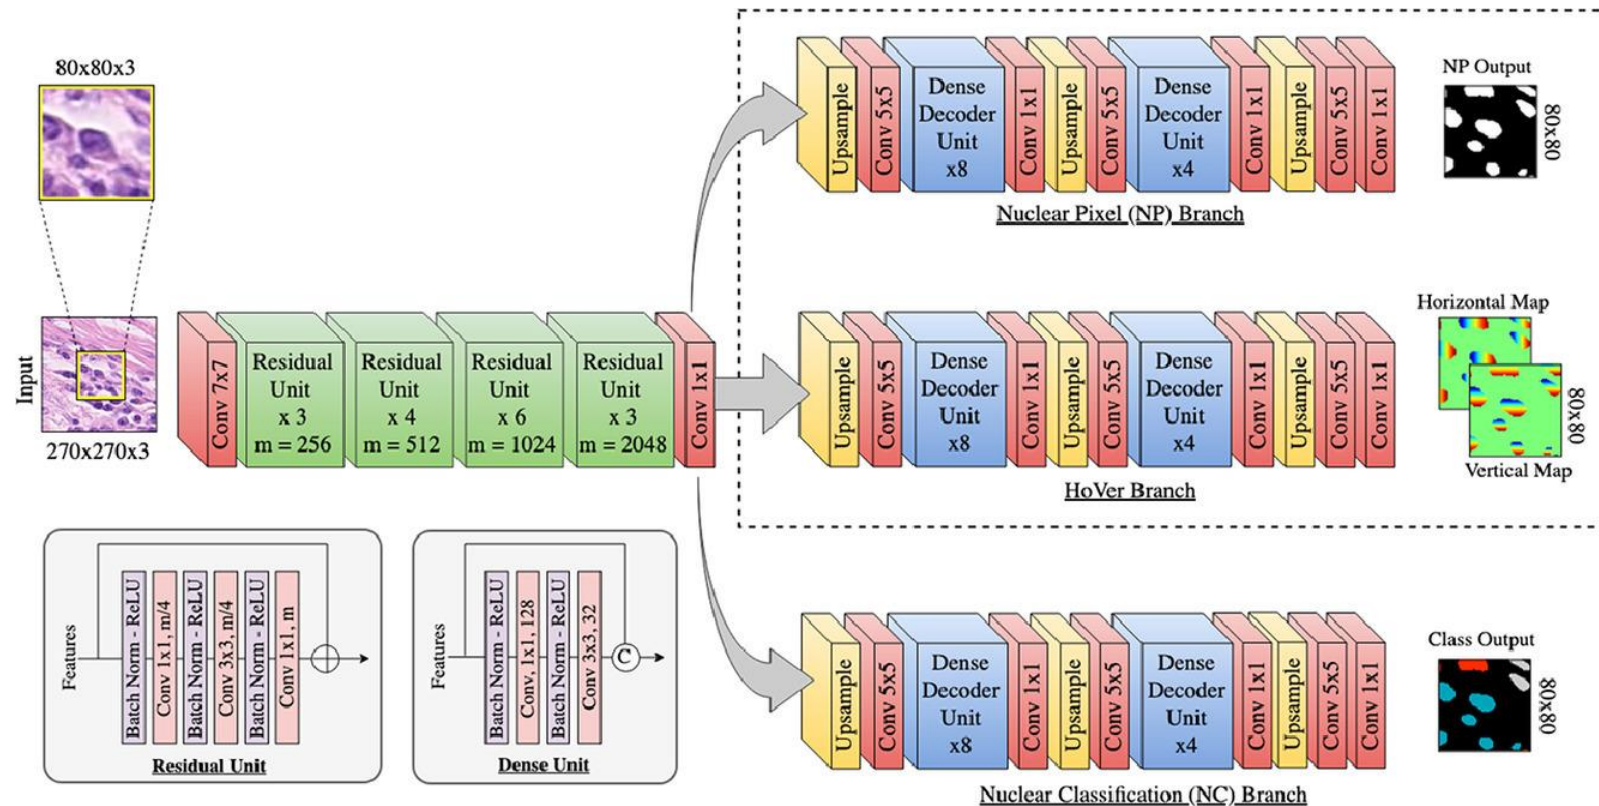 80x80x3
Input
270x270x3
Conv 7x7
Residual
Unit
x 3
m = 256
Residual
Unit
x 4
m = 512
Residual
Unit
x 6
m = 1024
Residual
Unit
x 3
m = 2048
Conv 1x1
Upsample
Conv 5x5
Dense
Decoder
Unit
x8
Conv 1x1
Upsample
Conv 5x5
Dense
Decoder
Unit
x4
Conv 1x1
Upsample
Conv 5x5
Conv 1x1
Nuclear Pixel (NP) Branch
NP Output
80x80
Upsample
Conv 5x5
Dense
Decoder
Unit
x8
Conv 1x1
Upsample
Conv 5x5
Dense
Decoder
Unit
x4
Conv 1x1
Upsample
Conv 5x5
Conv 1x1
HoVer Branch
Horizontal Map
80x80
Vertical Map
Upsample
Conv 5x5
Dense
Decoder
Unit
x8
Conv 1x1
Upsample
Conv 5x5
Dense
Decoder
Unit
x4
Conv 1x1
Upsample
Conv 5x5
Conv 1x1
Nuclear Classification (NC) Branch
Class Output
80x80
Features
Batch Norm - ReLU
Conv 1x1, m/4
Batch Norm - ReLU
Conv 3x3, m/4
Batch Norm - ReLU
Conv 1x1, m
Residual Unit
Features
Batch Norm - ReLU
Conv, 1x1, 128
Batch Norm - ReLU
Conv 3x3, 32
C
Dense Unit